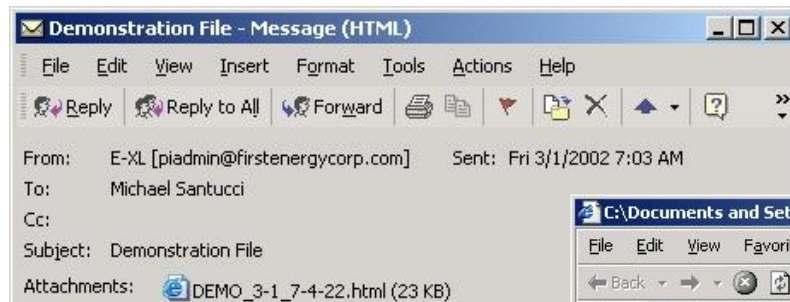 Demonstration File - Message (HTML)
File Edit View Insert Format Tools Actions Help
Reply Reply to All Forward
From: E-XL [piadmin@firstenergycorp.com] Sent: Fri 3/1/2002 7:03 AM
To: Michael Santucci
Cc:
Subject: Demonstration File
Attachments: DEMO_3-1_7-4-22.html (23 KB)
C:\Documents and Set
File Edit View Favori
Back